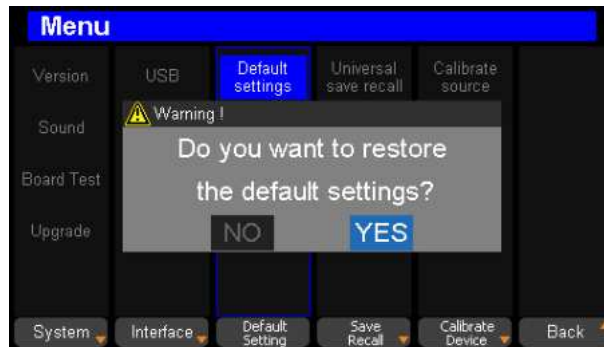 Menu
Version
USB
Default
settings
Universal
save recall
Calibrate
source
Sound
Board Test
Upgrade
Warning !
Do you want to restore
the default settings?
NO
YES
System
Interface
Default
Setting
Save
Recall
Calibrate
Device
Back